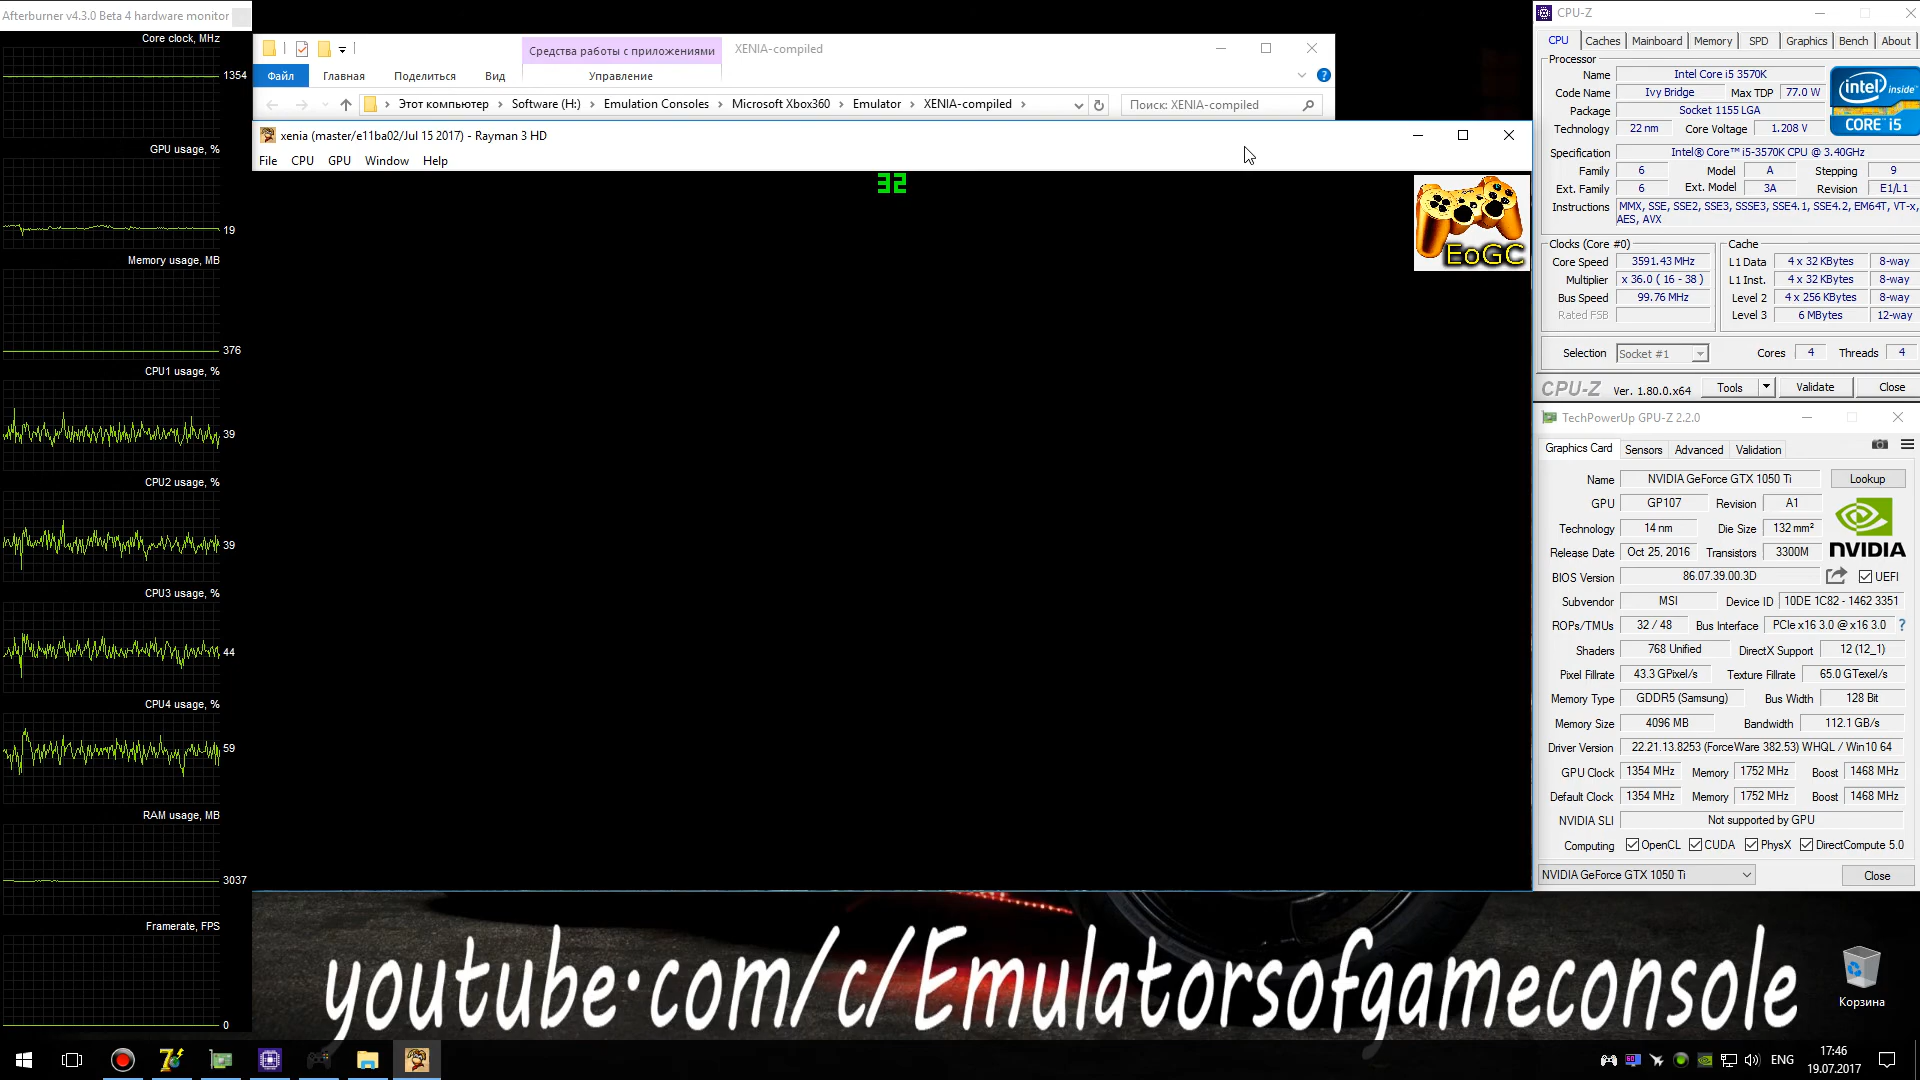 Afterburner v4.3.0 Beta 4 hardware monitor
Core clock, MHz
1354
GPU usage, %
19
Memory usage, MB
376
CPU1 usage, %
39
CPU2 usage, %
39
CPU3 usage, %
44
CPU4 usage, %
59
RAM usage, MB
3037
Framerate, FPS
0
Средства работы с приложениями
XENIA-compiled
Файл Главная Поделиться Вид Управление
Этот компьютер Software (H:) Emulation Consoles Microsoft Xbox360 Emulator XENIA-compiled
Поиск: XENIA-compiled
xenia (master/e11ba02/Jul 15 2017) - Rayman 3 HD
File CPU GPU Window Help
32
EoGC
CPU-Z
CPU Caches Mainboard Memory SPD Graphics Bench About
Processor
Name Intel Core i5 3570K
Code Name Ivy Bridge Max TDP 77.0 W
Package Socket 1155 LGA
Technology 22 nm Core Voltage 1.208 V
intel inside™
CORE i5
Specification Intel® Core™ i5-3570K CPU @ 3.40GHz
Family 6 Model A Stepping 9
Ext. Family 6 Ext. Model 3A Revision E1/L1
Instructions MMX, SSE, SSE2, SSE3, SSSE3, SSE4.1, SSE4.2, EM64T, VT-x,
AES, AVX
Clocks (Core #0)
Core Speed 3591.43 MHz
Multiplier x 36.0 ( 16 - 38 )
Bus Speed 99.76 MHz
Rated FSB
Cache
L1 Data 4 x 32 KBytes 8-way
L1 Inst. 4 x 32 KBytes 8-way
Level 2 4 x 256 KBytes 8-way
Level 3 6 MBytes 12-way
Selection Socket #1 Cores 4 Threads 4
CPU-Z Ver. 1.80.0.x64 Tools Validate Close
TechPowerUp GPU-Z 2.2.0
Graphics Card Sensors Advanced Validation
Name NVIDIA GeForce GTX 1050 Ti Lookup
GPU GP107 Revision A1
Technology 14 nm Die Size 132 mm²
Release Date Oct 25, 2016 Transistors 3300M
NVIDIA
BIOS Version 86.07.39.00.3D UEFI
Subvendor MSI Device ID 10DE 1C82 - 1462 3351
ROPs/TMUs 32 / 48 Bus Interface PCIe x16 3.0 @ x16 3.0 ?
Shaders 768 Unified DirectX Support 12 (12_1)
Pixel Fillrate 43.3 GPixel/s Texture Fillrate 65.0 GTexel/s
Memory Type GDDR5 (Samsung) Bus Width 128 Bit
Memory Size 4096 MB Bandwidth 112.1 GB/s
Driver Version 22.21.13.8253 (ForceWare 382.53) WHQL / Win10 64
GPU Clock 1354 MHz Memory 1752 MHz Boost 1468 MHz
Default Clock 1354 MHz Memory 1752 MHz Boost 1468 MHz
NVIDIA SLI Not supported by GPU
Computing OpenCL CUDA PhysX DirectCompute 5.0
NVIDIA GeForce GTX 1050 Ti Close
youtube.com/c/Emulatorsofgameconsole
Корзина
ENG
17:46
19.07.2017